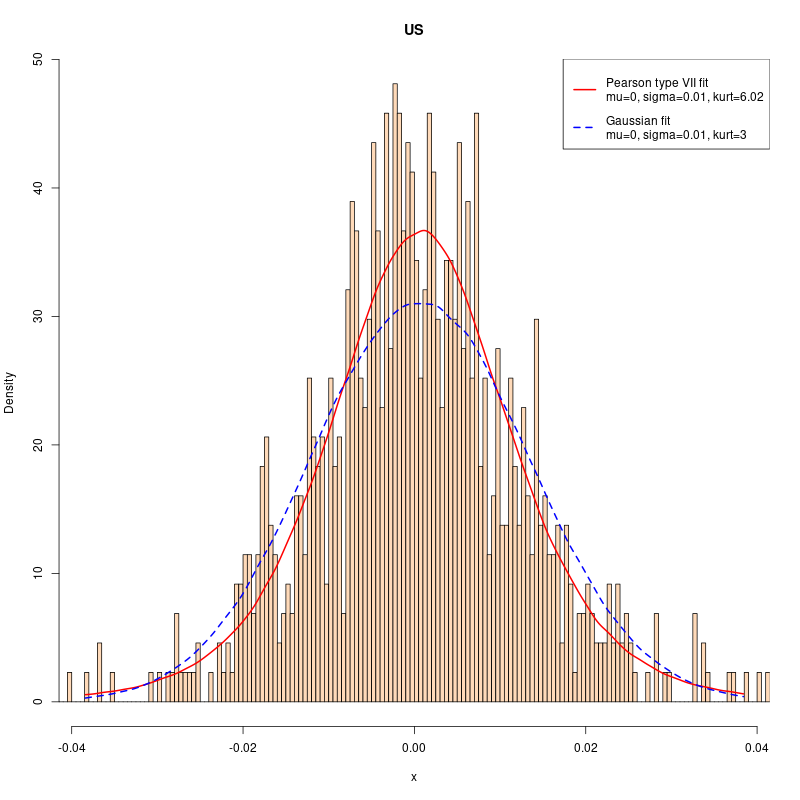 US
50
40
30
20
10
0
Density
-0.04
-0.02
0.00
0.02
0.04
x
Pearson type VII fit
mu=0, sigma=0.01, kurt=6.02
Gaussian fit
mu=0, sigma=0.01, kurt=3